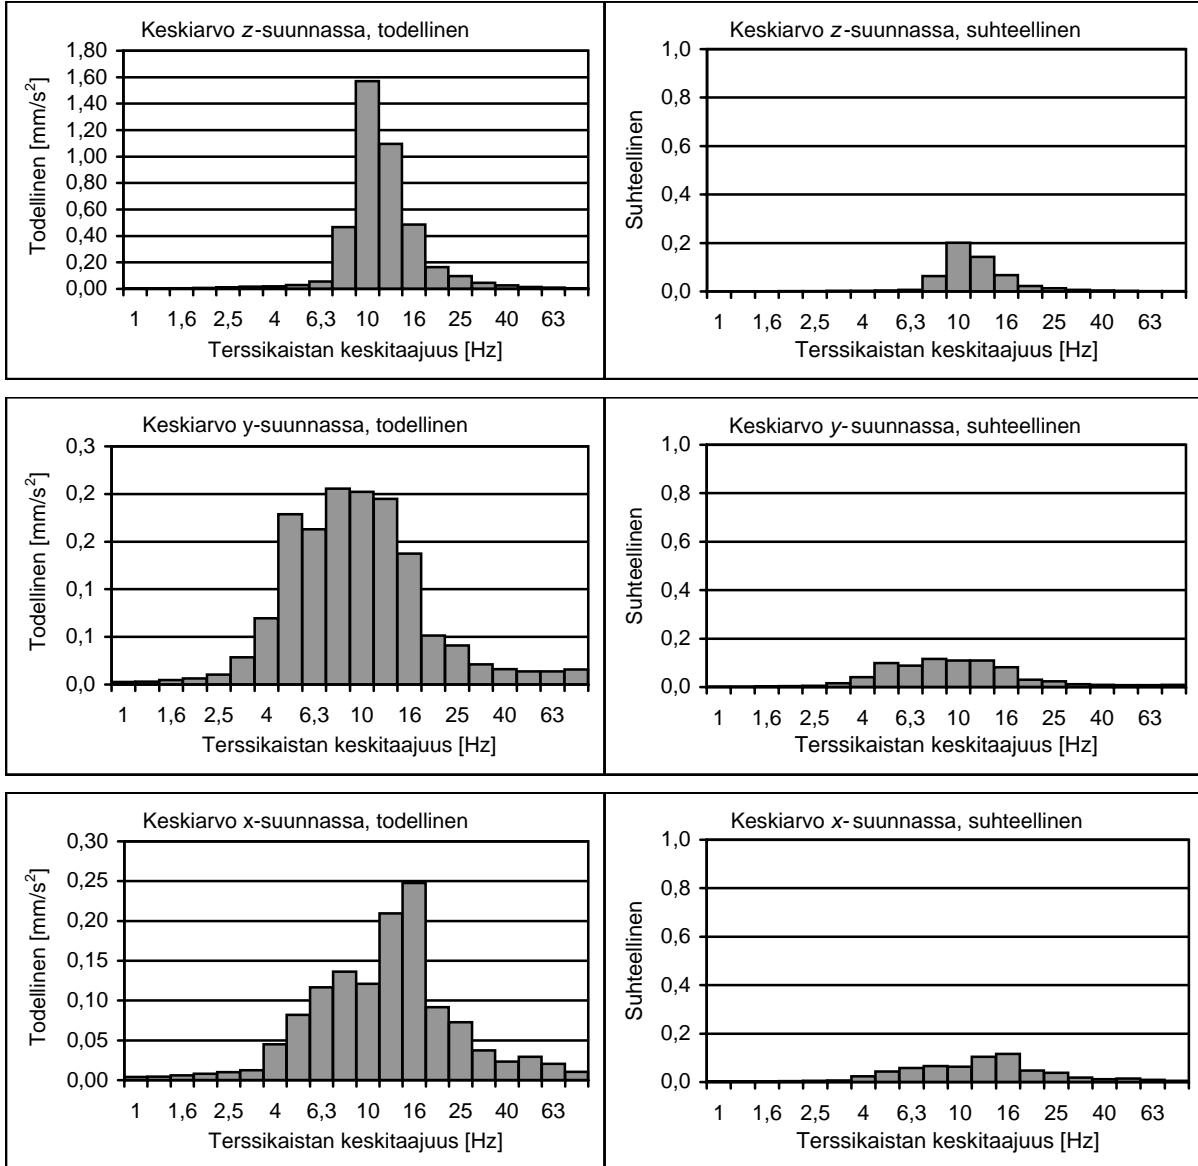 Keskiarvo z-suunnassa, todellinen
Todellinen [mm/s²]
1,80
1,60
1,40
1,20
1,00
0,80
0,60
0,40
0,20
0,00
1 1,6 2,5 4 6,3 10 16 25 40 63
Terssikaistan keskitaajuus [Hz]
Keskiarvo z-suunnassa, suhteellinen
Suhteellinen
1,0
0,8
0,6
0,4
0,2
0,0
1 1,6 2,5 4 6,3 10 16 25 40 63
Terssikaistan keskitaajuus [Hz]
Keskiarvo y-suunnassa, todellinen
Todellinen [mm/s²]
0,3
0,2
0,2
0,1
0,1
0,0
1 1,6 2,5 4 6,3 10 16 25 40 63
Terssikaistan keskitaajuus [Hz]
Keskiarvo y-suunnassa, suhteellinen
Suhteellinen
1,0
0,8
0,6
0,4
0,2
0,0
1 1,6 2,5 4 6,3 10 16 25 40 63
Terssikaistan keskitaajuus [Hz]
Keskiarvo x-suunnassa, todellinen
Todellinen [mm/s²]
0,30
0,25
0,20
0,15
0,10
0,05
0,00
1 1,6 2,5 4 6,3 10 16 25 40 63
Terssikaistan keskitaajuus [Hz]
Keskiarvo x-suunnassa, suhteellinen
Suhteellinen
1,0
0,8
0,6
0,4
0,2
0,0
1 1,6 2,5 4 6,3 10 16 25 40 63
Terssikaistan keskitaajuus [Hz]